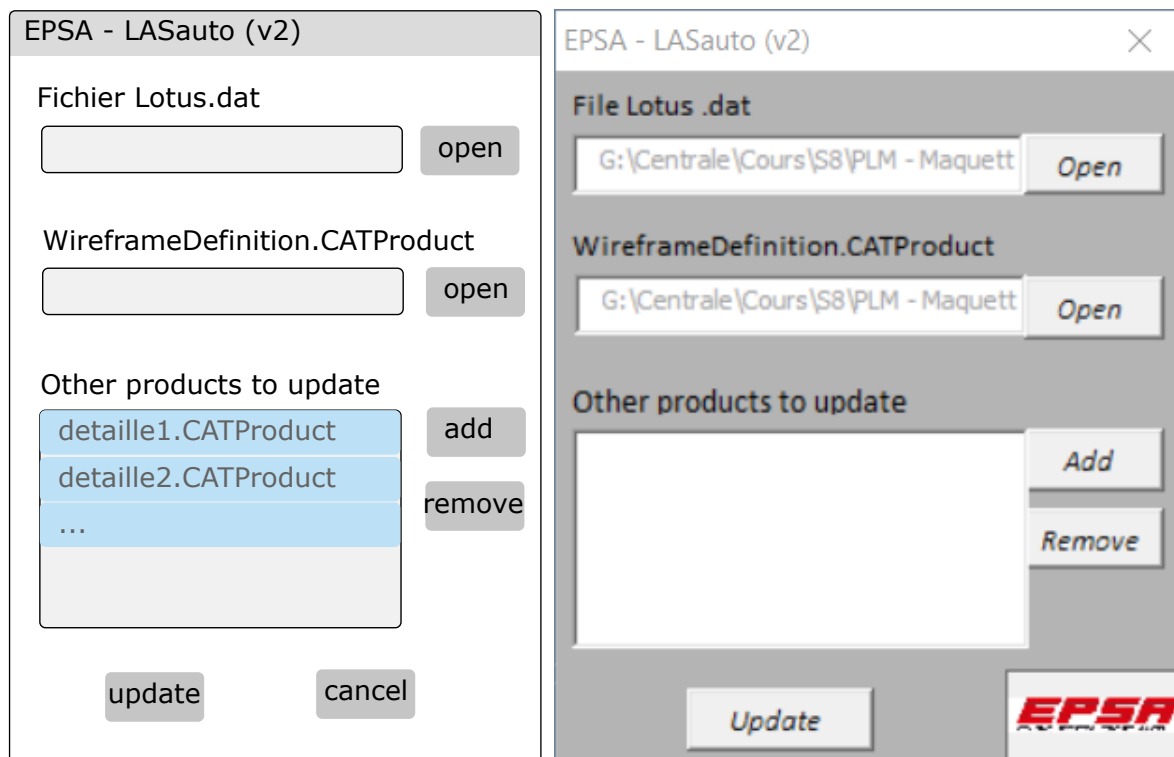 EPSA - LASauto (v2)
Fichier Lotus.dat
open
WireframeDefinition.CATProduct
open
Other products to update
detaille1.CATProduct
add
detaille2.CATProduct
remove
...
update
cancel
EPSA - LASauto (v2)
File Lotus .dat
G:\Centrale\Cours\S8\PLM - Maquett
Open
WireframeDefinition.CATProduct
G:\Centrale\Cours\S8\PLM - Maquett
Open
Other products to update
Add
Remove
Update
EPSA